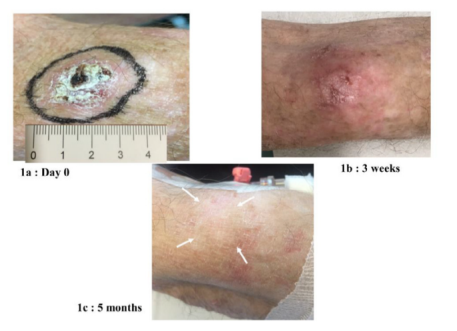 0 1 2 3 4
1a : Day 0
1b : 3 weeks
1c : 5 months